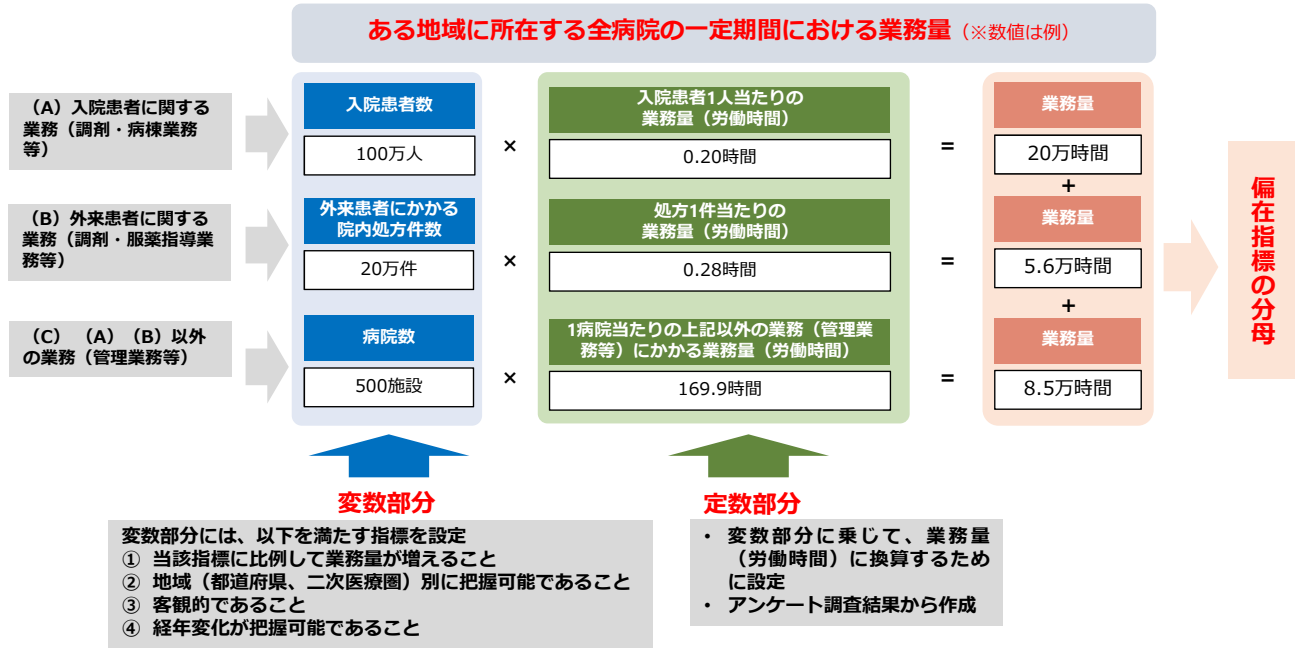 ある地域に所在する全病院の一定期間における業務量（※数値は例）
（A）入院患者に関する
業務（調剤・病棟業務
等）
入院患者数
100万人
×
入院患者1人当たりの
業務量（労働時間）
0.20時間
=
業務量
20万時間
+
（B）外来患者に関する
業務（調剤・服薬指導業
務等）
外来患者にかかる
院内処方件数
20万件
×
処方1件当たりの
業務量（労働時間）
0.28時間
=
業務量
5.6万時間
+
（C）（A）（B）以外
の業務（管理業務等）
病院数
500施設
×
1病院当たりの上記以外の業務（管理業
務等）にかかる業務量（労働時間）
169.9時間
=
業務量
8.5万時間
偏在指標の分母
変数部分
変数部分には、以下を満たす指標を設定
① 当該指標に比例して業務量が増えること
② 地域（都道府県、二次医療圏）別に把握可能であること
③ 客観的であること
④ 経年変化が把握可能であること
定数部分
• 変数部分に乗じて、業務量
（労働時間）に換算するため
に設定
• アンケート調査結果から作成